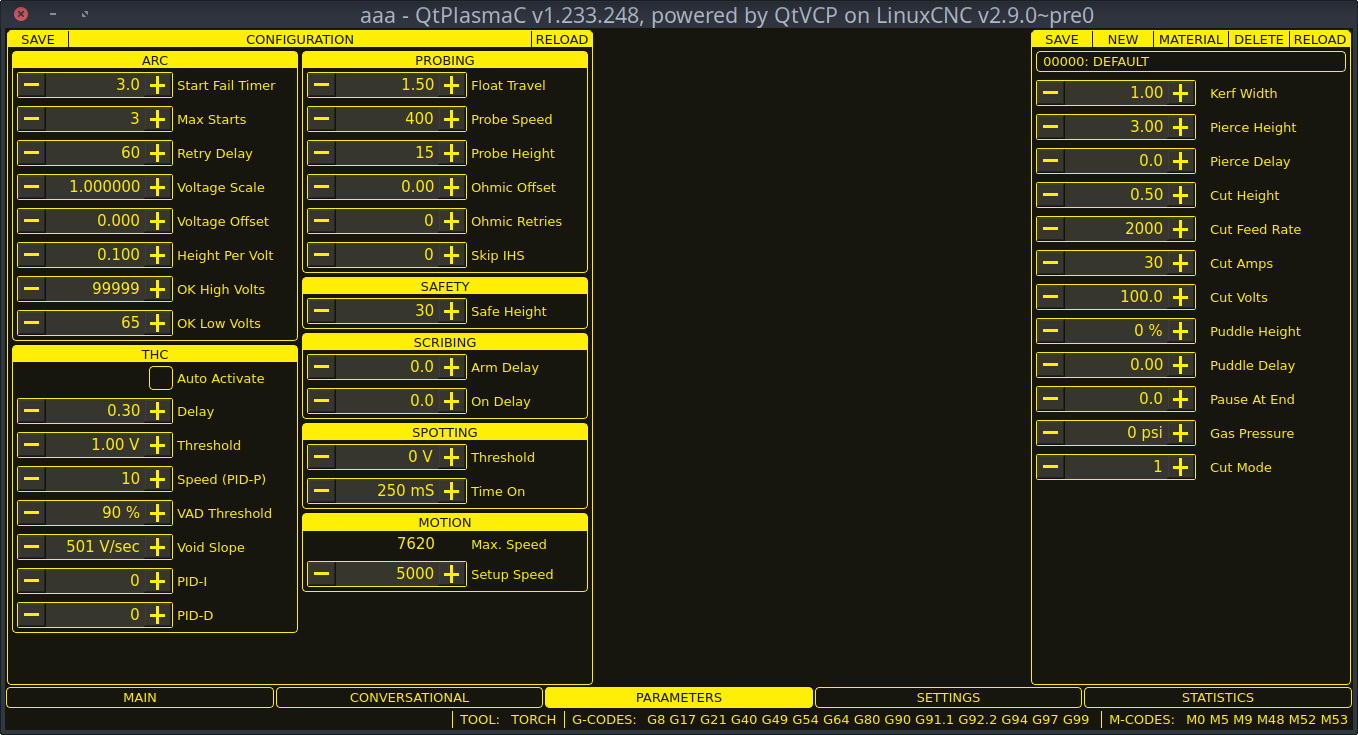 aaa - QtPlasmaC v1.233.248, powered by QtVCP on LinuxCNC v2.9.0~pre0
SAVE CONFIGURATION RELOAD
ARC
3.0 Start Fail Timer
3 Max Starts
60 Retry Delay
1.000000 Voltage Scale
0.000 Voltage Offset
0.100 Height Per Volt
99999 OK High Volts
65 OK Low Volts
THC
Auto Activate
0.30 Delay
1.00 V Threshold
10 Speed (PID-P)
90 % VAD Threshold
501 V/sec Void Slope
0 PID-I
0 PID-D
PROBING
1.50 Float Travel
400 Probe Speed
15 Probe Height
0.00 Ohmic Offset
0 Ohmic Retries
0 Skip IHS
SAFETY
30 Safe Height
SCRIBING
0.0 Arm Delay
0.0 On Delay
SPOTTING
0 V Threshold
250 mS Time On
MOTION
7620 Max. Speed
5000 Setup Speed
SAVE NEW MATERIAL DELETE RELOAD
00000: DEFAULT
1.00 Kerf Width
3.00 Pierce Height
0.0 Pierce Delay
0.50 Cut Height
2000 Cut Feed Rate
30 Cut Amps
100.0 Cut Volts
0 % Puddle Height
0.00 Puddle Delay
0.0 Pause At End
0 psi Gas Pressure
1 Cut Mode
MAIN CONVERSATIONAL PARAMETERS SETTINGS STATISTICS
TOOL: TORCH G-CODES: G8 G17 G21 G40 G49 G54 G64 G80 G90 G91.1 G92.2 G94 G97 G99 M-CODES: M0 M5 M9 M48 M52 M53